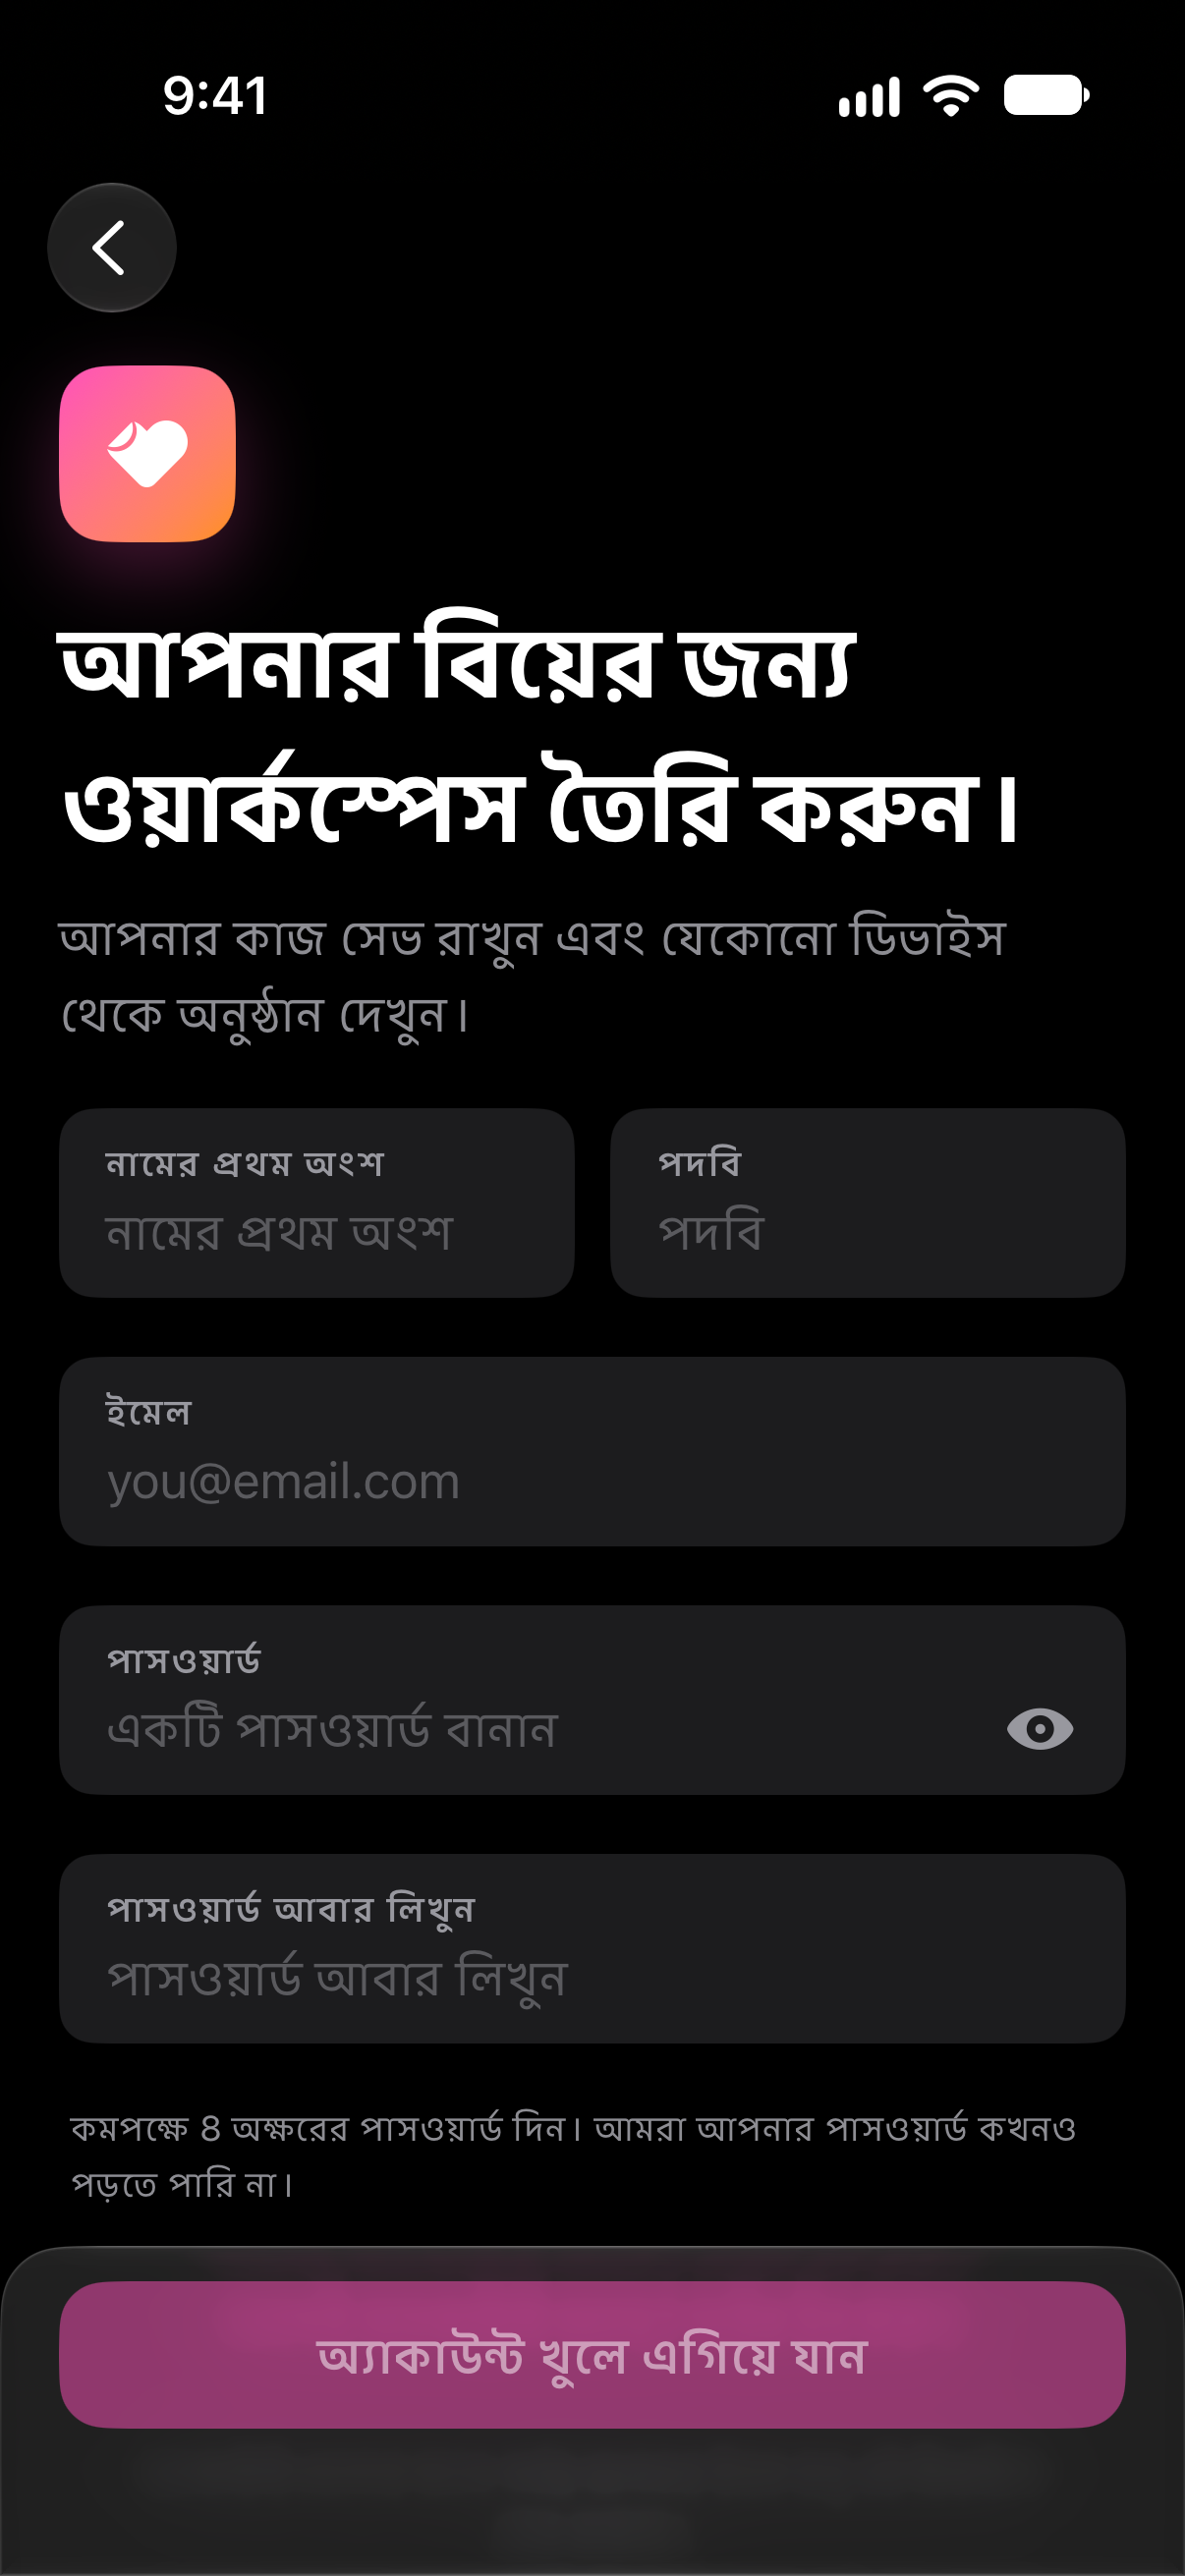 9:41
আপনার বিয়ের জন্য
ওয়ার্কস্পেস তৈরি করুন।
আপনার কাজ সেভ রাখুন এবং যেকোনো ডিভাইস
থেকে অনুষ্ঠান দেখুন।
নামের প্রথম অংশ
নামের প্রথম অংশ
পদবি
পদবি
ইমেল
you@email.com
পাসওয়ার্ড
একটি পাসওয়ার্ড বানান
পাসওয়ার্ড আবার লিখুন
পাসওয়ার্ড আবার লিখুন
কমপক্ষে 8 অক্ষরের পাসওয়ার্ড দিন। আমরা আপনার পাসওয়ার্ড কখনও
পড়তে পারি না।
অ্যাকাউন্ট খুলে এগিয়ে যান